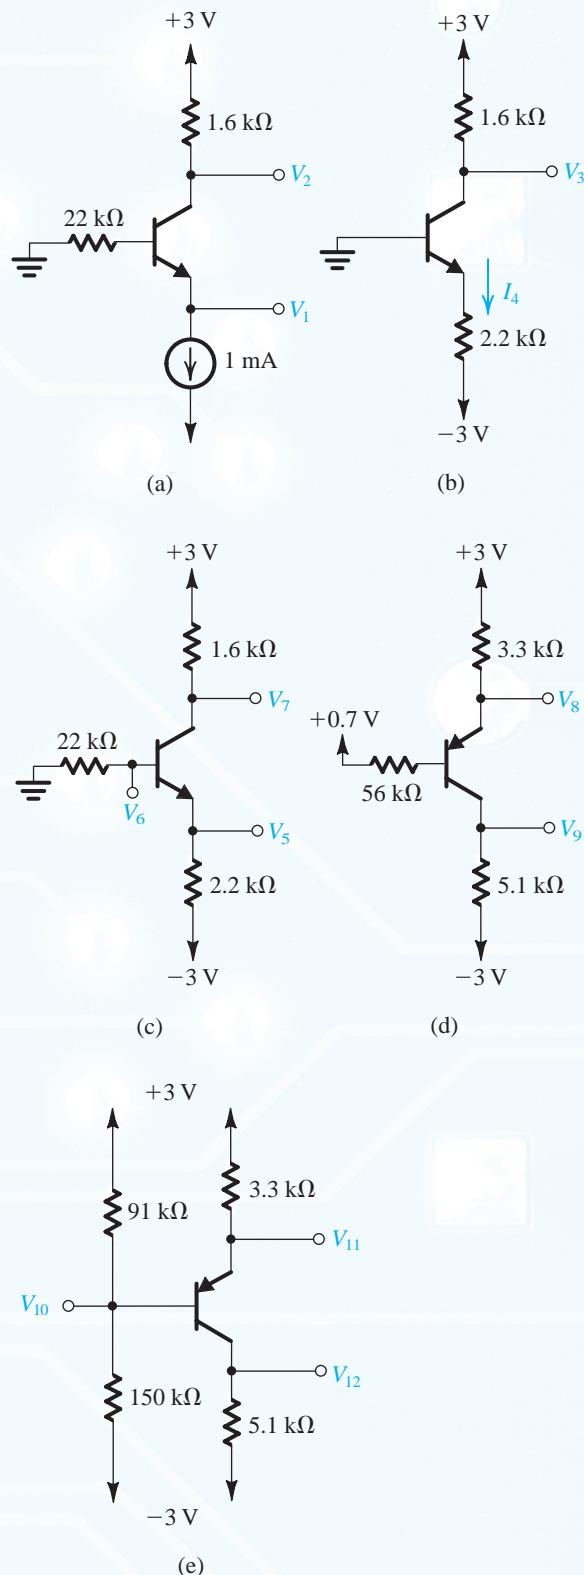 +3 V +3 V
1.6 kΩ 1.6 kΩ
V2 V3
22 kΩ
I4
V1
2.2 kΩ
1 mA
−3 V
(a) (b)
+3 V +3 V
1.6 kΩ 3.3 kΩ
V7 V8
+0.7 V
22 kΩ
56 kΩ
V6 V5 V9
2.2 kΩ 5.1 kΩ
−3 V −3 V
(c) (d)
+3 V
3.3 kΩ
91 kΩ
V11
V10
V12
150 kΩ
5.1 kΩ
−3 V
(e)